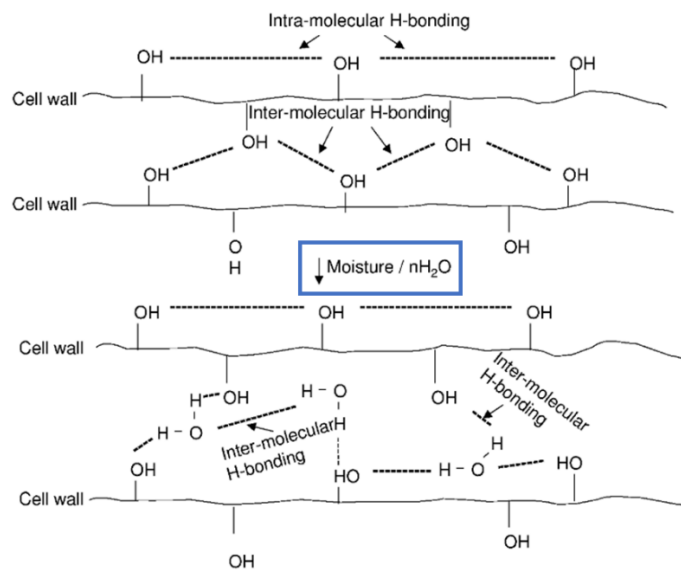 Intra-molecular H-bonding
OH
OH
OH
Cell wall
Inter-molecular H-bonding
OH
OH
OH
OH
OH
Cell wall
O
H
OH
↓ Moisture / nH₂O
OH
OH
OH
Cell wall
OH
OH
H
H – O
H – O
H
Inter-molecular
H-bonding
Inter-molecular
H-bonding
H
H – O
OH
HO
HO
Cell wall
OH
OH